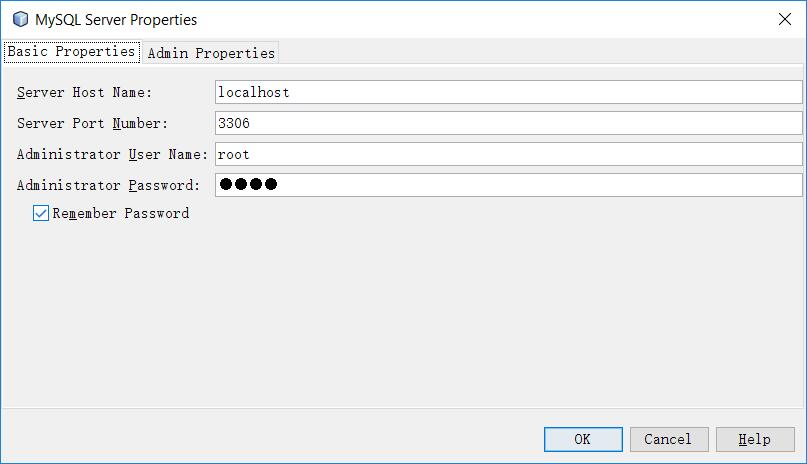 MySQL Server Properties
Basic Properties Admin Properties
Server Host Name: localhost
Server Port Number: 3306
Administrator User Name: root
Administrator Password: ●●●●
Remember Password
OK Cancel Help